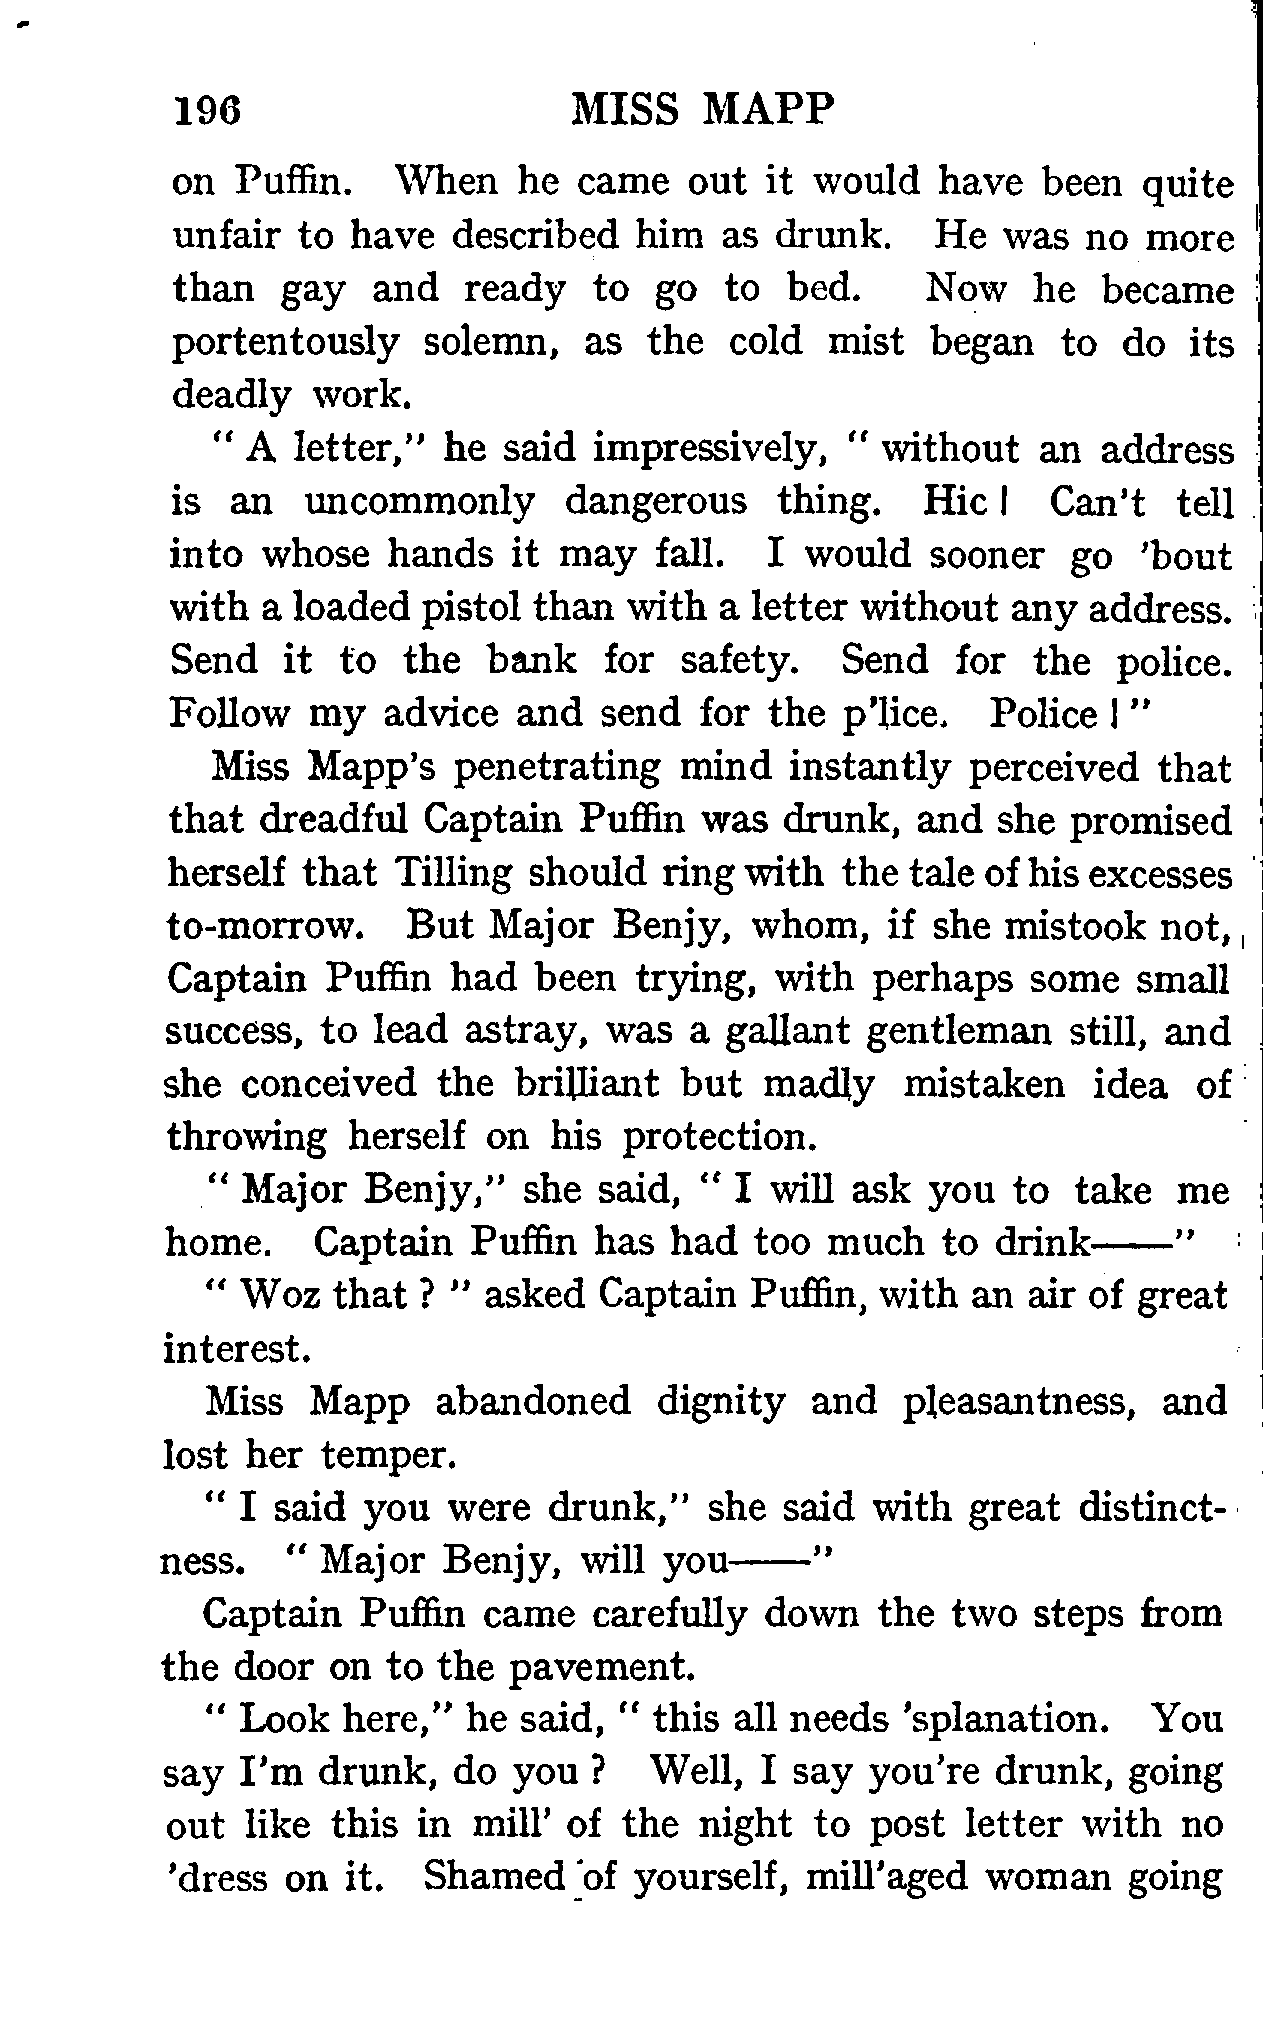 196 MISS MAPP
on Puffin. When he came out it would have been quite
unfair to have described him as drunk. He was no more
than gay and ready to go to bed. Now he became
portentously solemn, as the cold mist began to do its
deadly work.
" A letter," he said impressively, " without an address
is an uncommonly dangerous thing. Hic ! Can't tell
into whose hands it may fall. I would sooner go 'bout
with a loaded pistol than with a letter without any address.
Send it to the bank for safety. Send for the police.
Follow my advice and send for the p'lice. Police ! "
Miss Mapp's penetrating mind instantly perceived that
that dreadful Captain Puffin was drunk, and she promised
herself that Tilling should ring with the tale of his excesses
to-morrow. But Major Benjy, whom, if she mistook not,
Captain Puffin had been trying, with perhaps some small
success, to lead astray, was a gallant gentleman still, and
she conceived the brilliant but madly mistaken idea of
throwing herself on his protection.
" Major Benjy," she said, " I will ask you to take me
home. Captain Puffin has had too much to drink——"
" Woz that ? " asked Captain Puffin, with an air of great
interest.
Miss Mapp abandoned dignity and pleasantness, and
lost her temper.
" I said you were drunk," she said with great distinct-
ness. " Major Benjy, will you——"
Captain Puffin came carefully down the two steps from
the door on to the pavement.
" Look here," he said, " this all needs 'splanation. You
say I'm drunk, do you ? Well, I say you're drunk, going
out like this in mill' of the night to post letter with no
'dress on it. Shamed of yourself, mill'aged woman going